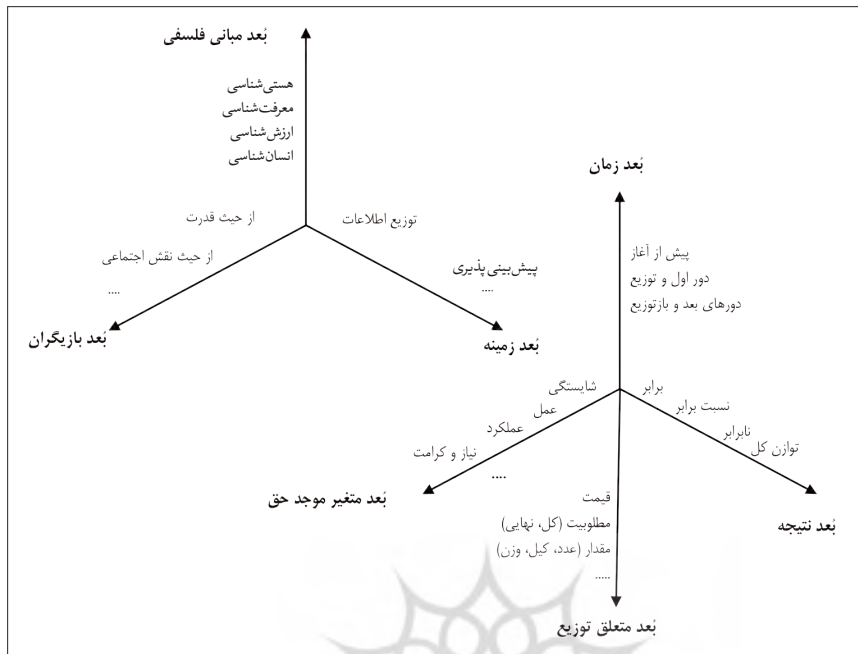 بُعد مبانی فلسفی
هستی‌شناسی
معرفت‌شناسی
ارزش‌شناسی
انسان‌شناسی
توزیع اطلاعات
پیش‌بینی‌پذیری
....
بُعد زمینه
از حیث قدرت
از حیث نقش اجتماعی
....
بُعد بازیگران
بُعد زمان
پیش از آغاز
دور اول و توزیع
دورهای بعد و بازتوزیع
برابر
نسبت برابر
نابرابر
توازن کل
بُعد نتیجه
شایستگی
عمل
عملکرد
نیاز و کرامت
....
بُعد متغیر موجد حق
قیمت
مطلوبیت (کل، نهایی)
مقدار (عدد، کیل، وزن)
.....
بُعد متعلق توزیع